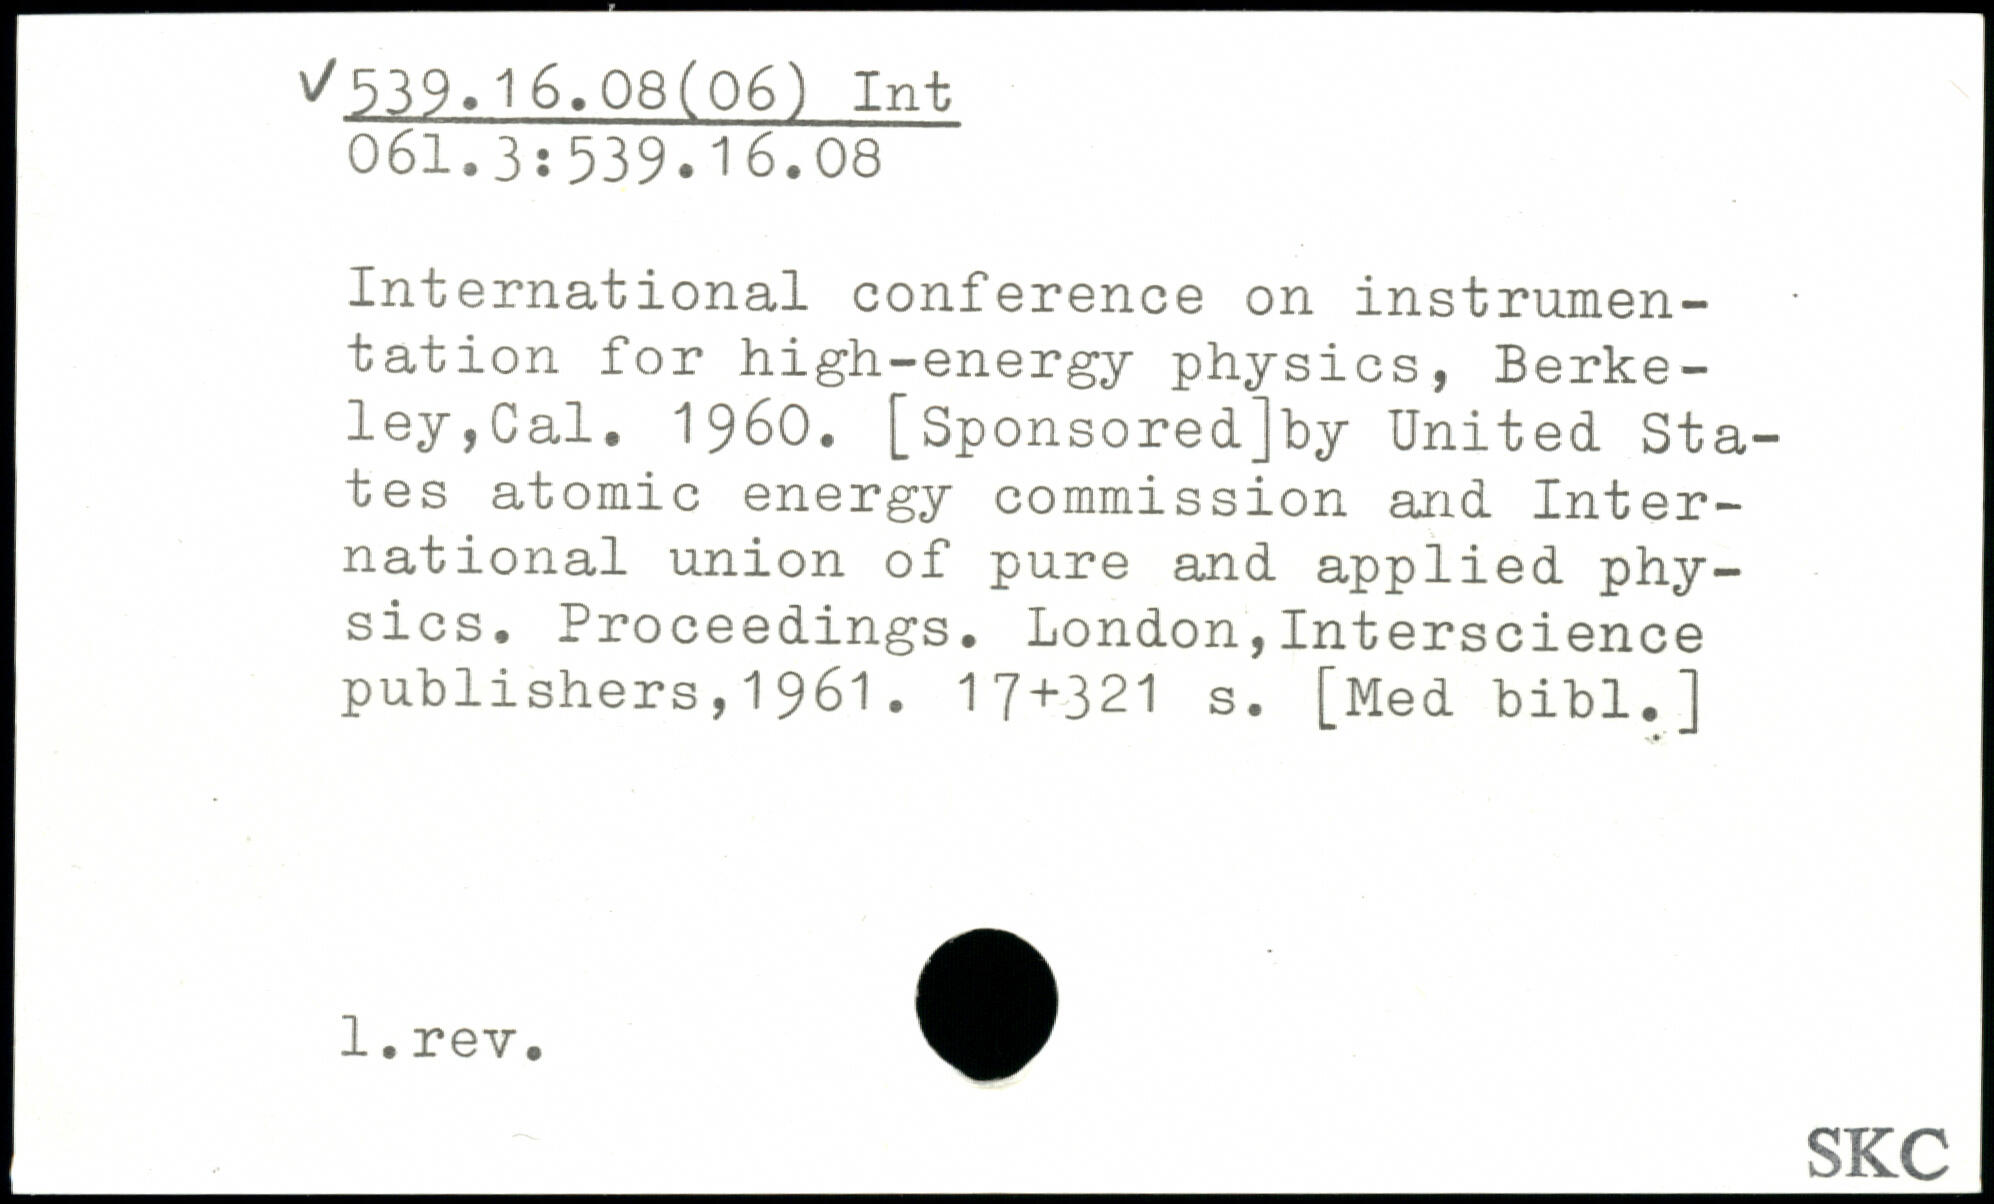 ✓539.16.08(06) Int
061.3:539.16.08
International conference on instrumen-
tation for high-energy physics, Berke-
ley,Cal. 1960. [Sponsored]by United Sta-
tes atomic energy commission and Inter-
national union of pure and applied phy-
sics. Proceedings. London,Interscience
publishers,1961. 17+321 s. [Med bibl.]
1.rev.
SKC